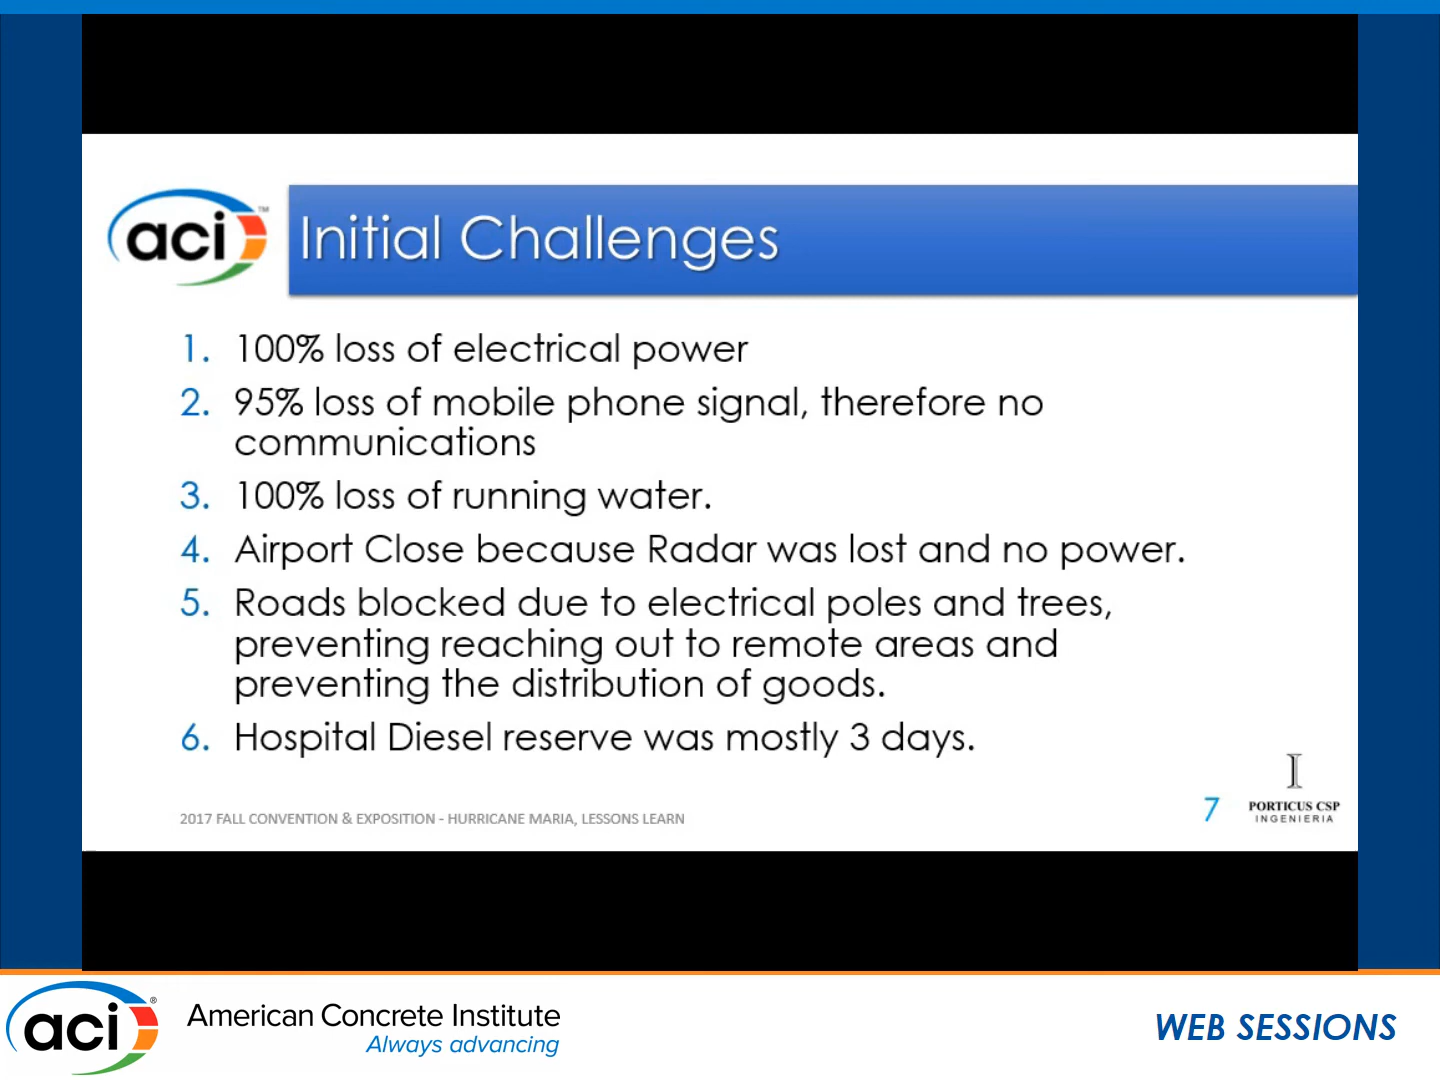 aci™
Initial Challenges
1. 100% loss of electrical power
2. 95% loss of mobile phone signal, therefore no
communications
3. 100% loss of running water.
4. Airport Close because Radar was lost and no power.
5. Roads blocked due to electrical poles and trees,
preventing reaching out to remote areas and
preventing the distribution of goods.
6. Hospital Diesel reserve was mostly 3 days.
2017 FALL CONVENTION & EXPOSITION - HURRICANE MARIA, LESSONS LEARN
7
PORTICUS CSP
INGENIERIA
aci®
American Concrete Institute
Always advancing
WEB SESSIONS